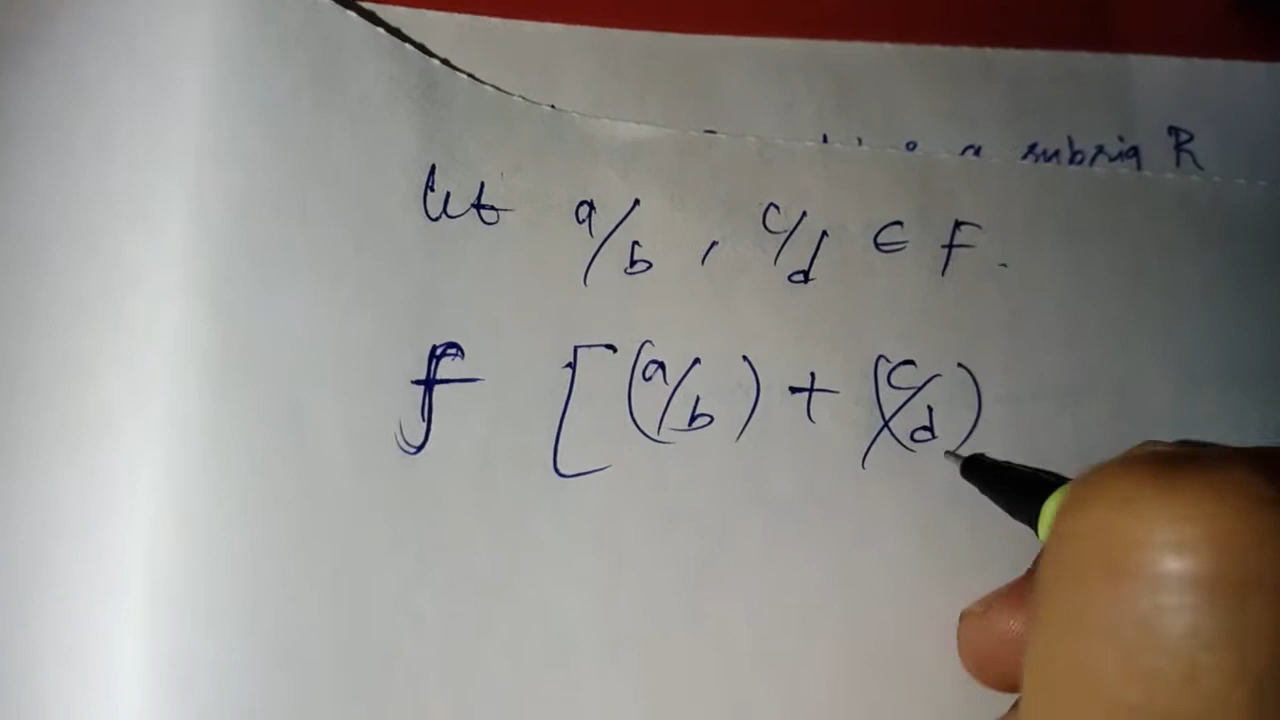 subring R
let a/b, c/d ∈ F.
f [(a/b) + (c/d)